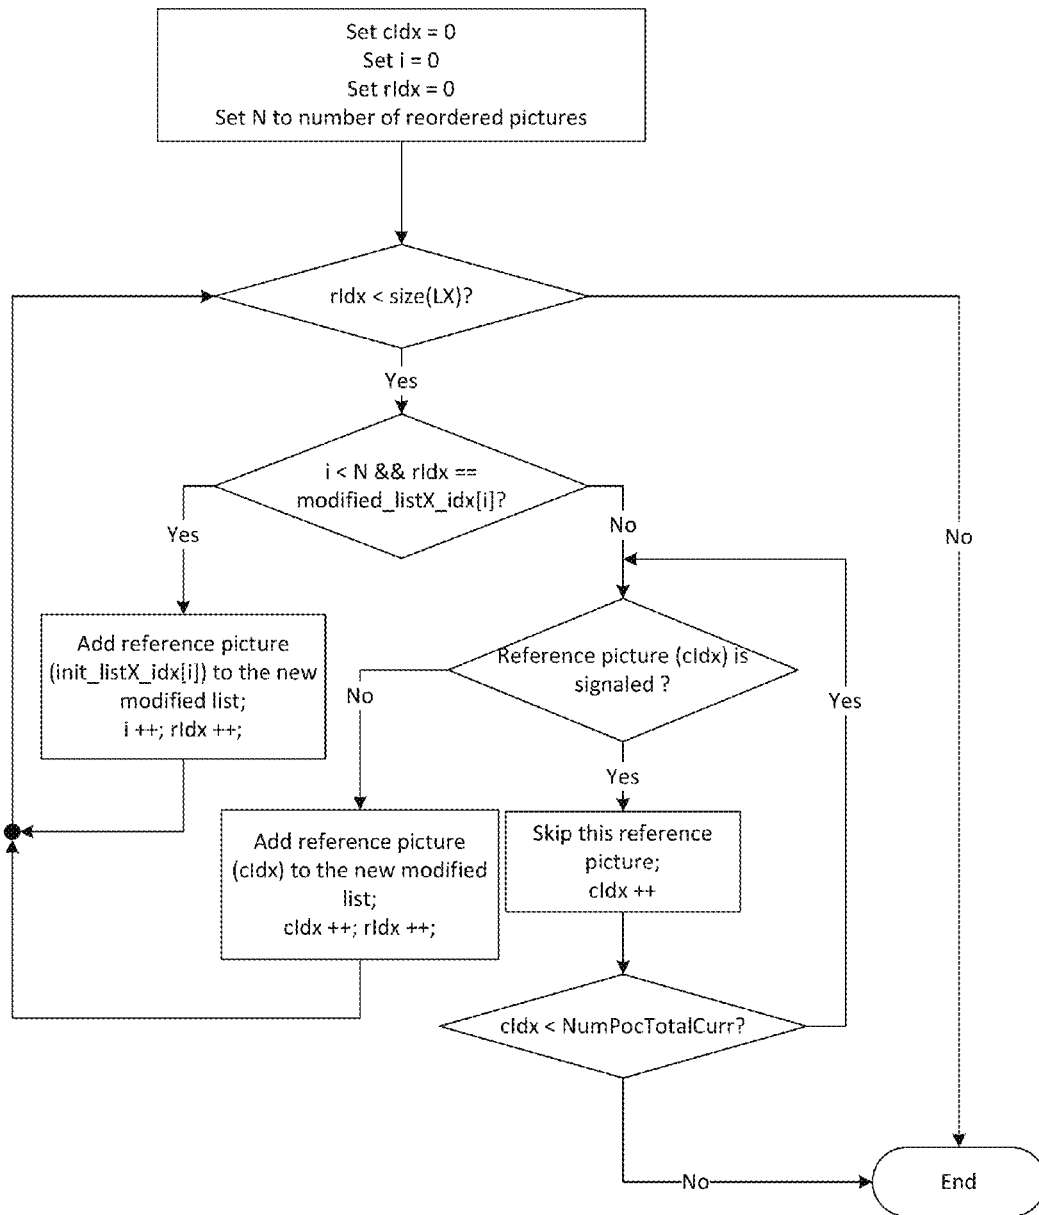 Set cIdx = 0
Set i = 0
Set rIdx = 0
Set N to number of reordered pictures
rIdx < size(LX)?
Yes
i < N && rIdx ==
modified_listX_idx[i]?
Yes
No
No
Add reference picture
(init_listX_idx[i]) to the new
modified list;
i ++; rIdx ++;
Reference picture (cIdx) is
signaled ?
No
Yes
Yes
Add reference picture
(cIdx) to the new modified
list;
cIdx ++; rIdx ++;
Skip this reference
picture;
cIdx ++
cIdx < NumPocTotalCurr?
No
End